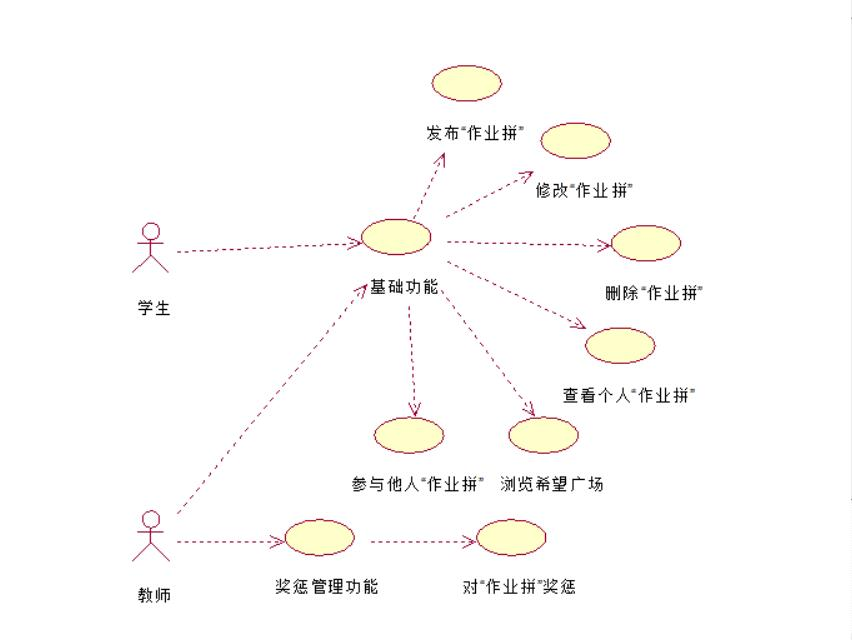 发布“作业拼”
修改“作业拼”
删除“作业拼”
学生
基础功能
查看个人“作业拼”
参与他人“作业拼”
浏览希望广场
教师
奖惩管理功能
对“作业拼”奖惩